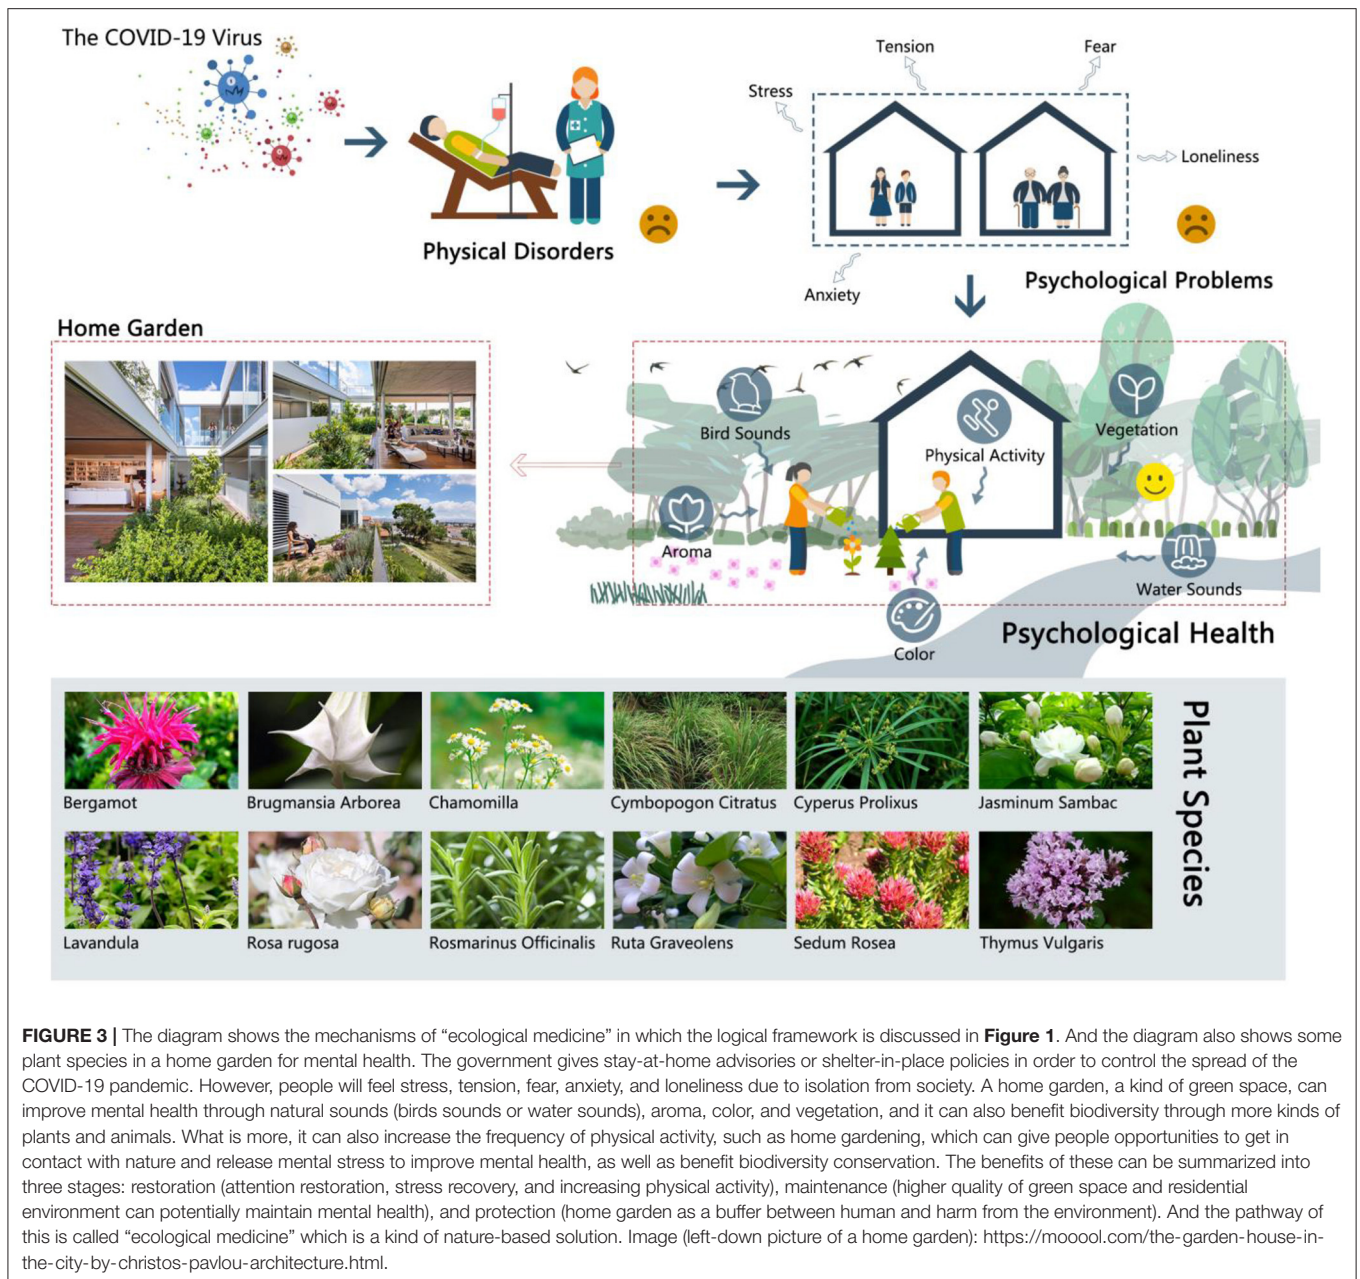 The COVID-19 Virus
Tension
Fear
Stress
Loneliness
Physical Disorders
Anxiety
Psychological Problems
Home Garden
Bird Sounds
Vegetation
Physical Activity
Aroma
Water Sounds
Color
Psychological Health
Plant Species
Bergamot
Brugmansia Arborea
Chamomilla
Cymbopogon Citratus
Cyperus Prolixus
Jasminum Sambac
Lavandula
Rosa rugosa
Rosmarinus Officinalis
Ruta Graveolens
Sedum Rosea
Thymus Vulgaris
FIGURE 3 | The diagram shows the mechanisms of “ecological medicine” in which the logical framework is discussed in Figure 1. And the diagram also shows some
plant species in a home garden for mental health. The government gives stay-at-home advisories or shelter-in-place policies in order to control the spread of the
COVID-19 pandemic. However, people will feel stress, tension, fear, anxiety, and loneliness due to isolation from society. A home garden, a kind of green space, can
improve mental health through natural sounds (birds sounds or water sounds), aroma, color, and vegetation, and it can also benefit biodiversity through more kinds of
plants and animals. What is more, it can also increase the frequency of physical activity, such as home gardening, which can give people opportunities to get in
contact with nature and release mental stress to improve mental health, as well as benefit biodiversity conservation. The benefits of these can be summarized into
three stages: restoration (attention restoration, stress recovery, and increasing physical activity), maintenance (higher quality of green space and residential
environment can potentially maintain mental health), and protection (home garden as a buffer between human and harm from the environment). And the pathway of
this is called “ecological medicine” which is a kind of nature-based solution. Image (left-down picture of a home garden): https://mooool.com/the-garden-house-in-
the-city-by-christos-pavlou-architecture.html.